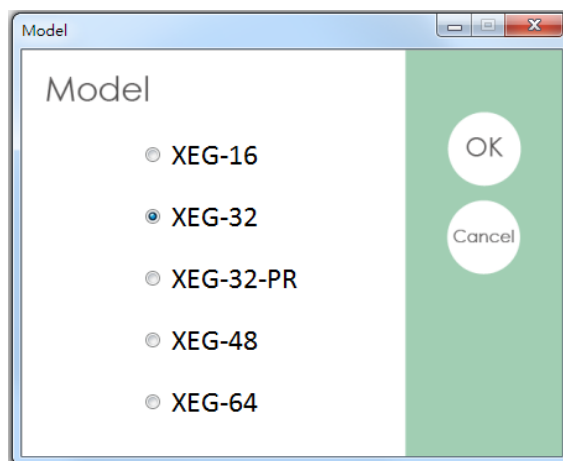 Model
Model
XEG-16
XEG-32
XEG-32-PR
XEG-48
XEG-64
OK
Cancel